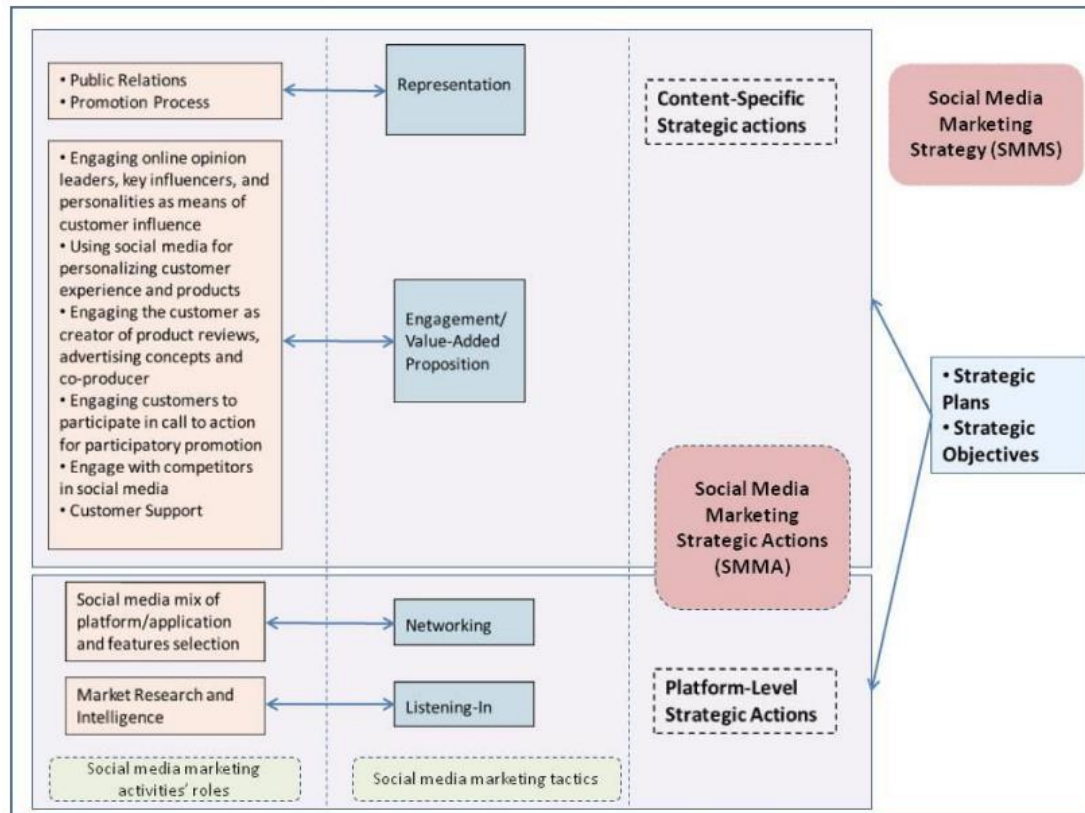 • Public Relations
• Promotion Process
Representation
Content-Specific
Strategic actions
Social Media
Marketing
Strategy (SMMS)
• Engaging online opinion
leaders, key influencers, and
personalities as means of
customer influence
• Using social media for
personalizing customer
experience and products
• Engaging the customer as
creator of product reviews,
advertising concepts and
co-producer
• Engaging customers to
participate in call to action
for participatory promotion
• Engage with competitors
in social media
• Customer Support
Engagement/
Value-Added
Proposition
• Strategic
Plans
• Strategic
Objectives
Social Media
Marketing
Strategic Actions
(SMMA)
Social media mix of
platform/application
and features selection
Networking
Market Research and
Intelligence
Listening-In
Platform-Level
Strategic Actions
Social media marketing
activities' roles
Social media marketing tactics